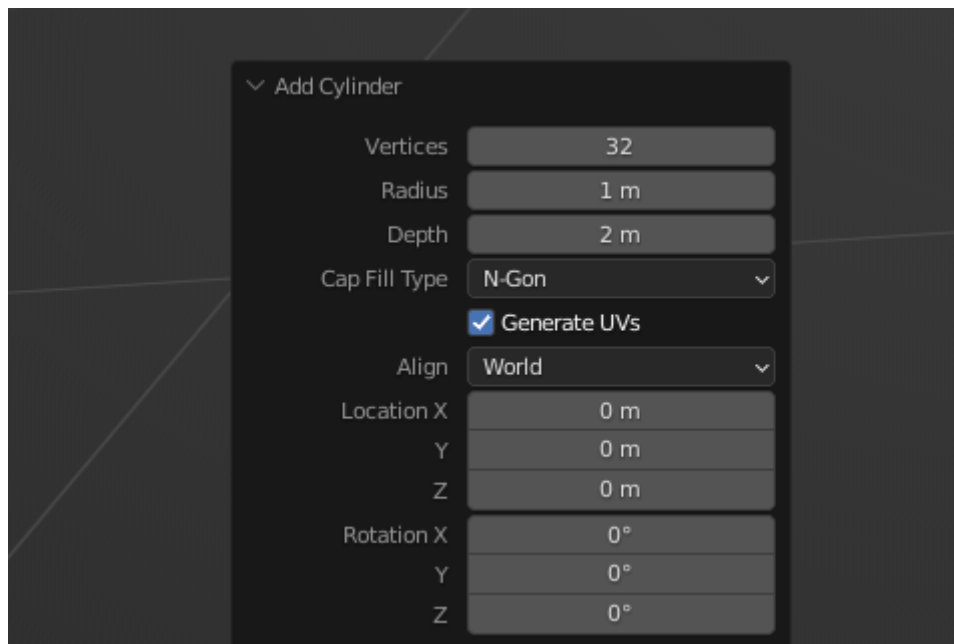 Add Cylinder
Vertices 32
Radius 1 m
Depth 2 m
Cap Fill Type N-Gon
Generate UVs
Align World
Location X 0 m
Y 0 m
Z 0 m
Rotation X 0°
Y 0°
Z 0°